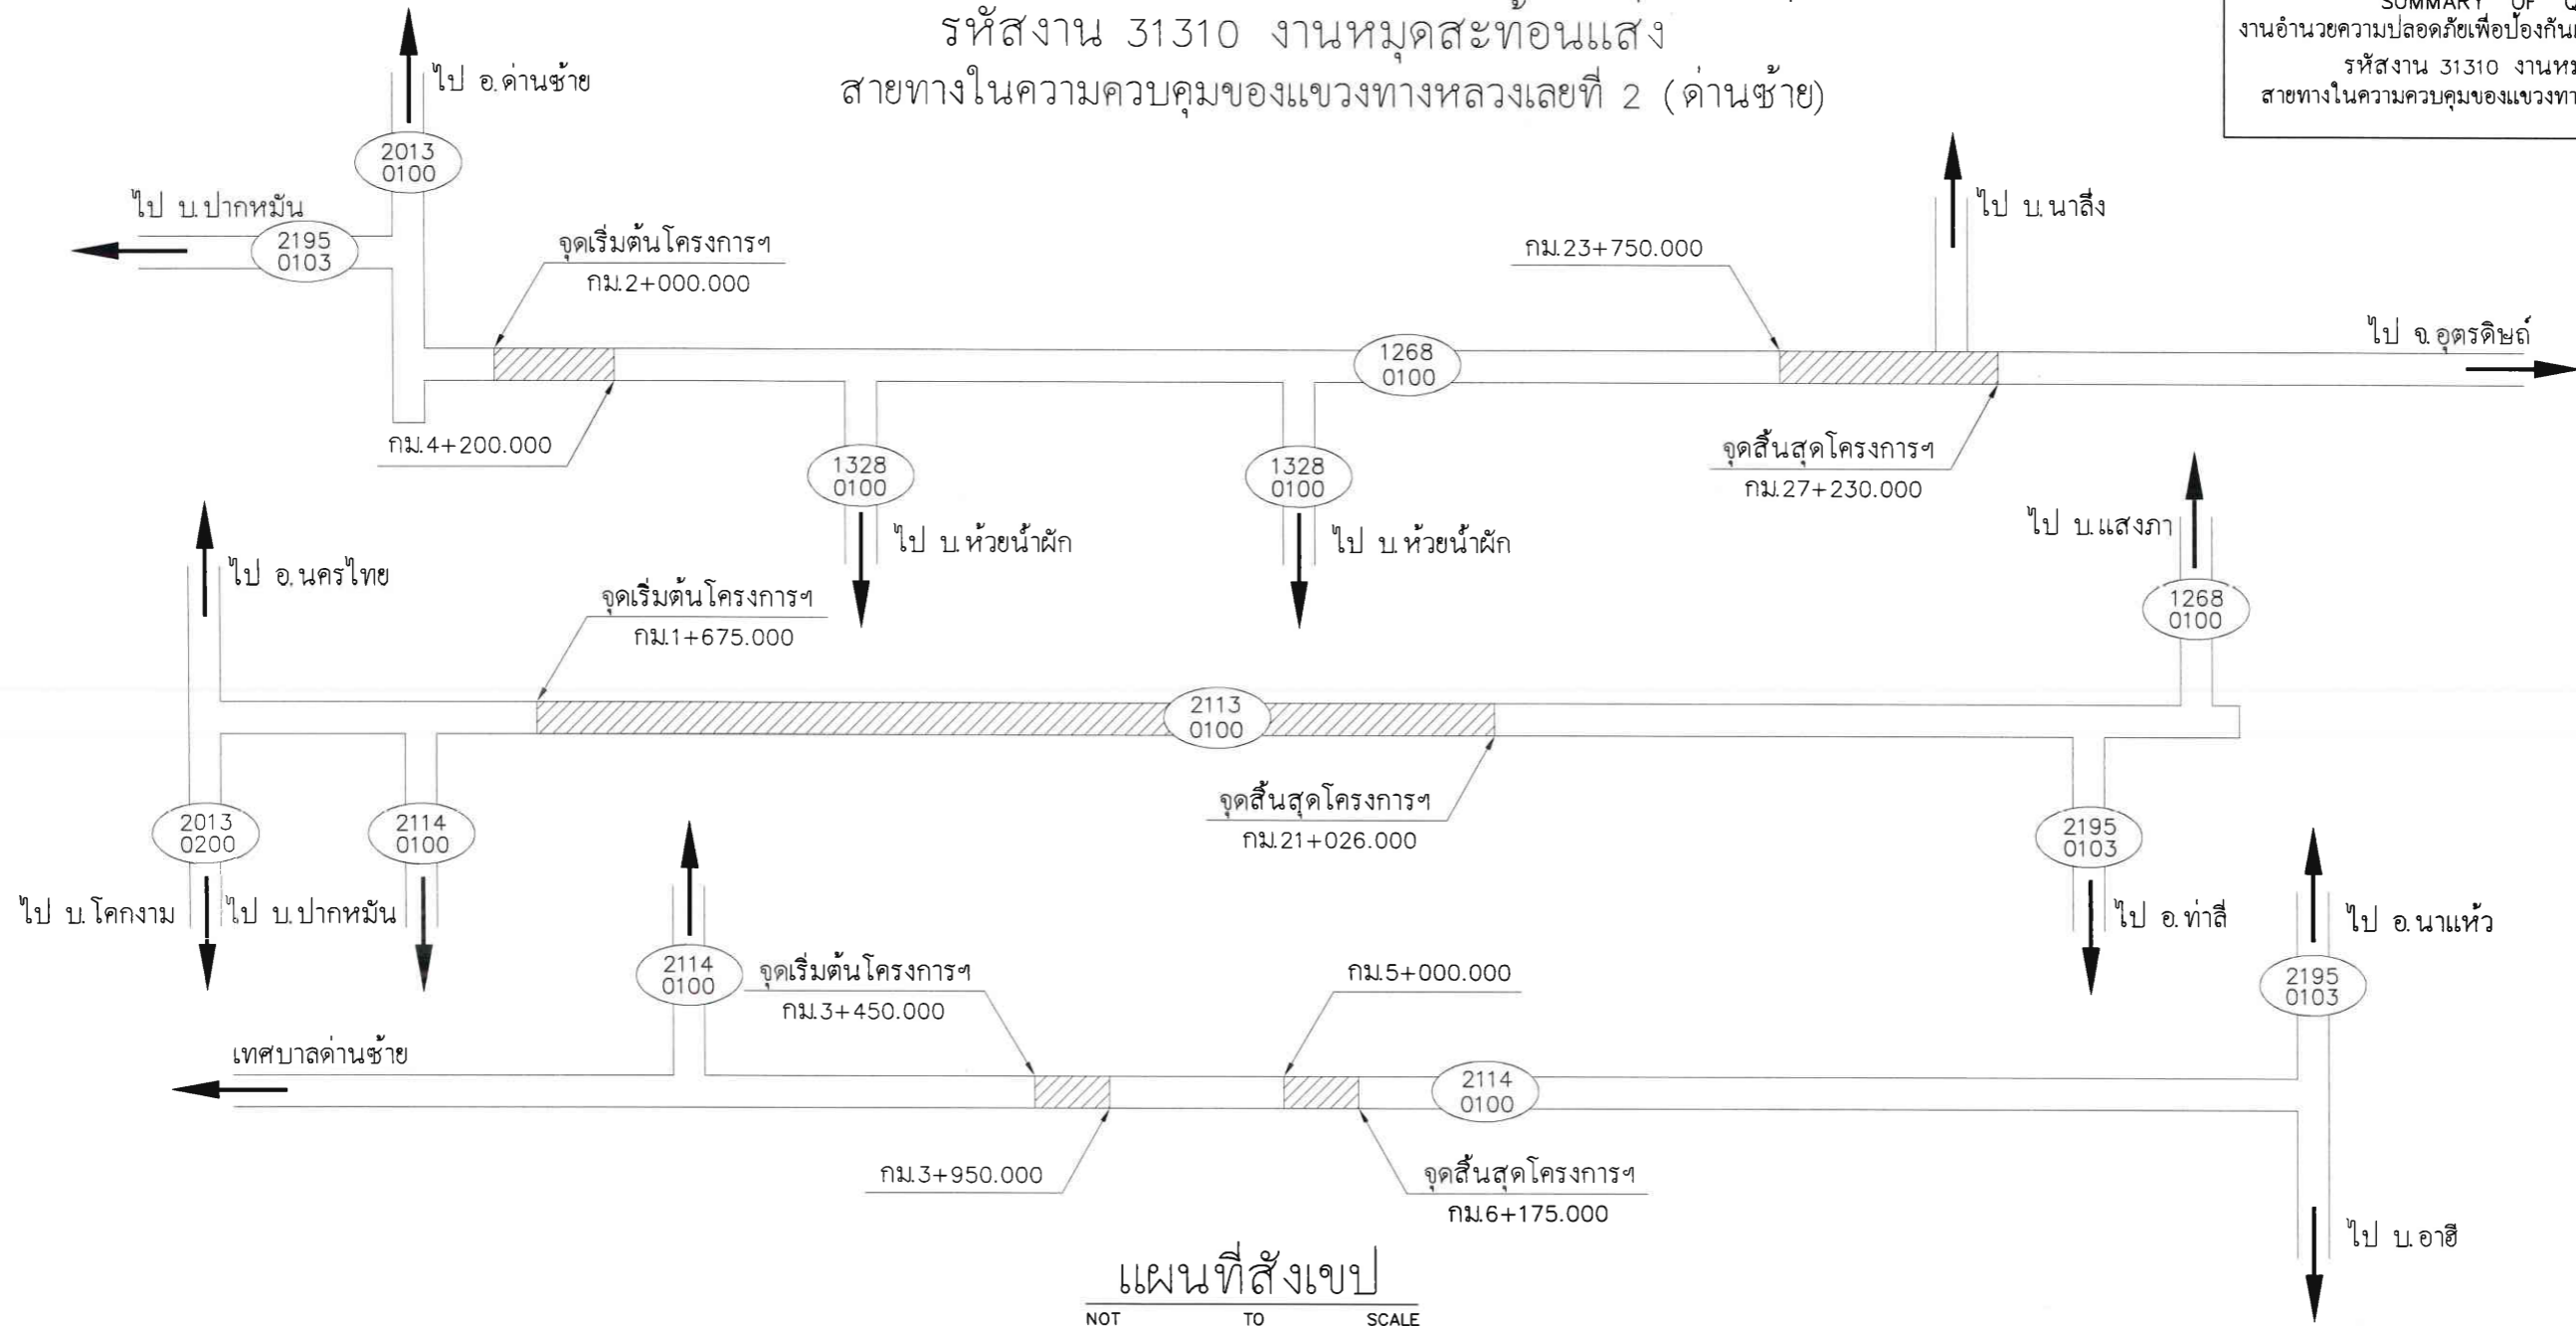 รหัสงาน 31310 งานหมุดสะท้อนแสง
สายทางในความควบคุมของแขวงทางหลวงเลยที่ 2 (ด่านซ้าย)
SUMMARY OF
งานอำนวยความปลอดภัยเพื่อป้องกัน
รหัสงาน 31310
สายทางในความควบคุมของแขวง
ไป อ.ด่านซ้าย
2013
0100
ไป บ.ปากหมัน
2195
0103
จุดเริ่มต้นโครงการฯ
กม.2+000.000
กม.23+750.000
ไป บ.นาลึ่ง
ไป จ.อุตรดิษถ์
1268
0100
กม.4+200.000
1328
0100
ไป บ.ห้วยน้ำผัก
1328
0100
ไป บ.ห้วยน้ำผัก
จุดสิ้นสุดโครงการฯ
กม.27+230.000
ไป บ.แสงภา
1268
0100
ไป อ.นครไทย
จุดเริ่มต้นโครงการฯ
กม.1+675.000
2113
0100
จุดสิ้นสุดโครงการฯ
กม.21+026.000
2013
0200
2114
0100
ไป บ.โคกงาม
ไป บ.ปากหมัน
2195
0103
ไป อ.ท่าลี่
ไป อ.นาแห้ว
2195
0103
2114
0100
จุดเริ่มต้นโครงการฯ
กม.3+450.000
กม.5+000.000
เทศบาลด่านซ้าย
2114
0100
กม.3+950.000
จุดสิ้นสุดโครงการฯ
กม.6+175.000
ไป บ.อาฮี
แผนที่สังเขป
NOT TO SCALE